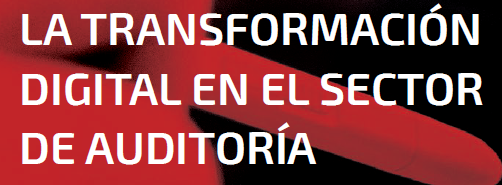 LA TRANSFORMACIÓN
DIGITAL EN EL SECTOR
DE AUDITORÍA